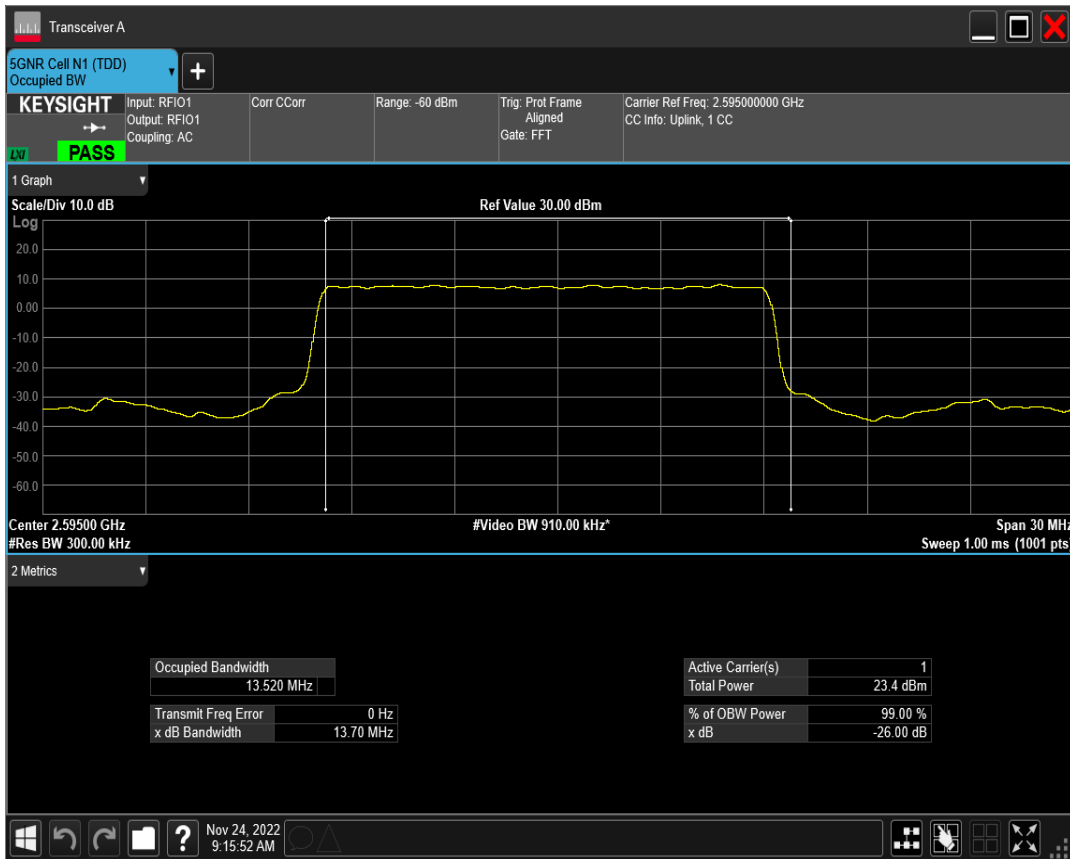 Transceiver A
5GNR Cell N1 (TDD)
Occupied BW
KEYSIGHT
LXI
PASS
Input: RFIO1
Output: RFIO1
Coupling: AC
Corr CCorr
Range: -60 dBm
Trig: Prot Frame
Aligned
Gate: FFT
Carrier Ref Freq: 2.595000000 GHz
CC Info: Uplink, 1 CC
1 Graph
Scale/Div 10.0 dB
Ref Value 30.00 dBm
Log
20.0
10.0
0.00
-10.0
-20.0
-30.0
-40.0
-50.0
-60.0
Center 2.59500 GHz
#Video BW 910.00 kHz*
Span 30 MHz
#Res BW 300.00 kHz
Sweep 1.00 ms (1001 pts)
2 Metrics
Occupied Bandwidth
13.520 MHz
Transmit Freq Error 0 Hz
x dB Bandwidth 13.70 MHz
Active Carrier(s) 1
Total Power 23.4 dBm
% of OBW Power 99.00 %
x dB -26.00 dB
?
Nov 24, 2022
9:15:52 AM